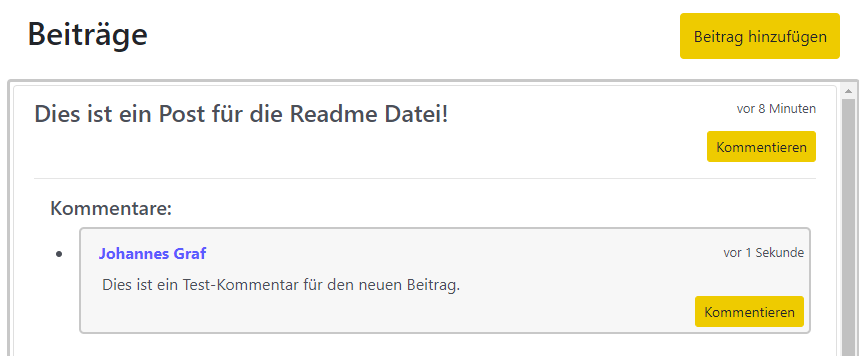 Beiträge
Beitrag hinzufügen
Dies ist ein Post für die Readme Datei!
vor 8 Minuten
Kommentieren
Kommentare:
Johannes Graf
vor 1 Sekunde
Dies ist ein Test-Kommentar für den neuen Beitrag.
Kommentieren